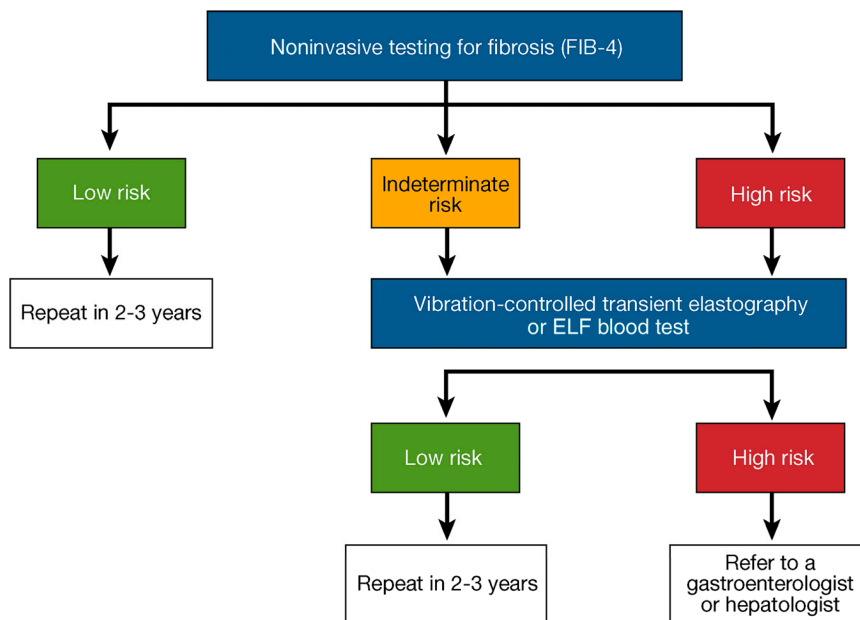 Noninvasive testing for fibrosis (FIB-4)
Low risk
Indeterminate
risk
High risk
Repeat in 2-3 years
Vibration-controlled transient elastography
or ELF blood test
Low risk
High risk
Repeat in 2-3 years
Refer to a
gastroenterologist
or hepatologist